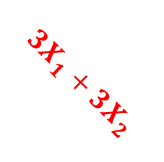 3X₁ + 3X₂